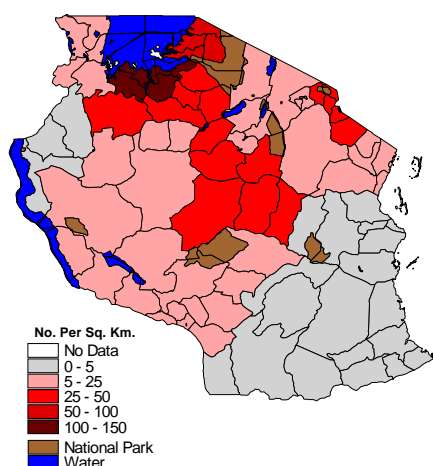 No. Per Sq. Km.
No Data
0 - 5
5 - 25
25 - 50
50 - 100
100 - 150
National Park
Water